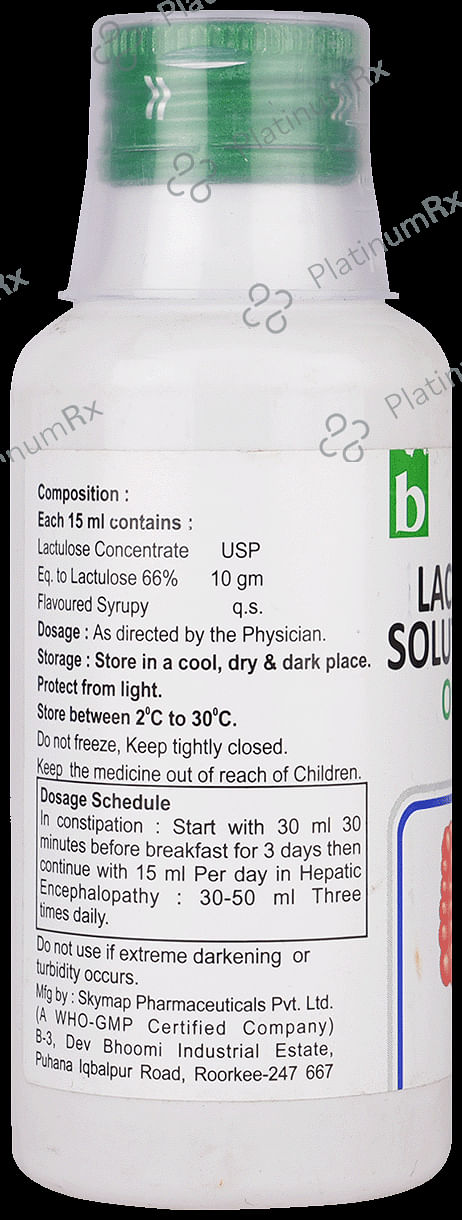 PlatinumRx
PlatinumRx
PlatinumRx
b
Composition :
Each 15 ml contains :
Lactulose Concentrate USP
Eq. to Lactulose 66% 10 gm
Flavoured Syrupy q.s.
Dosage : As directed by the Physician.
Storage : Store in a cool, dry & dark place.
Protect from light.
Store between 2⁰C to 30⁰C.
Do not freeze, Keep tightly closed.
Keep the medicine out of reach of Children.
Dosage Schedule
In constipation : Start with 30 ml 30
minutes before breakfast for 3 days then
continue with 15 ml Per day in Hepatic
Encephalopathy : 30-50 ml Three
times daily.
Do not use if extreme darkening or
turbidity occurs.
Mfg by : Skymap Pharmaceuticals Pvt. Ltd.
(A WHO-GMP Certified Company)
B-3, Dev Bhoomi Industrial Estate,
Puhana Iqbalpur Road, Roorkee-247 667
LAC
SOLU